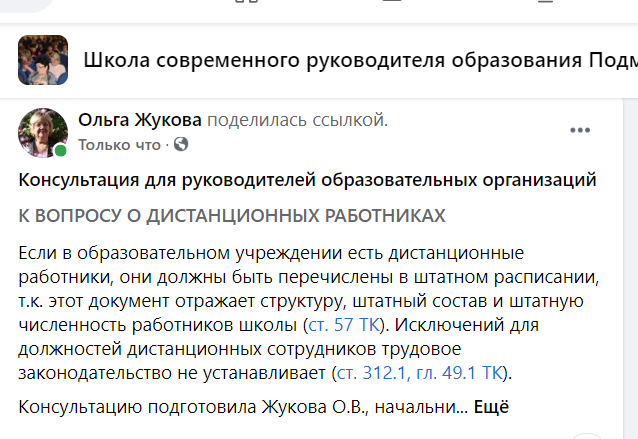 Школа современного руководителя образования Подм
Ольга Жукова поделилась ссылкой.
Только что ·
Консультация для руководителей образовательных организаций
К ВОПРОСУ О ДИСТАНЦИОННЫХ РАБОТНИКАХ
Если в образовательном учреждении есть дистанционные
работники, они должны быть перечислены в штатном расписании,
т.к. этот документ отражает структуру, штатный состав и штатную
численность работников школы (ст. 57 ТК). Исключений для
должностей дистанционных сотрудников трудовое
законодательство не устанавливает (ст. 312.1, гл. 49.1 ТК).
Консультацию подготовила Жукова О.В., начальни... Ещё